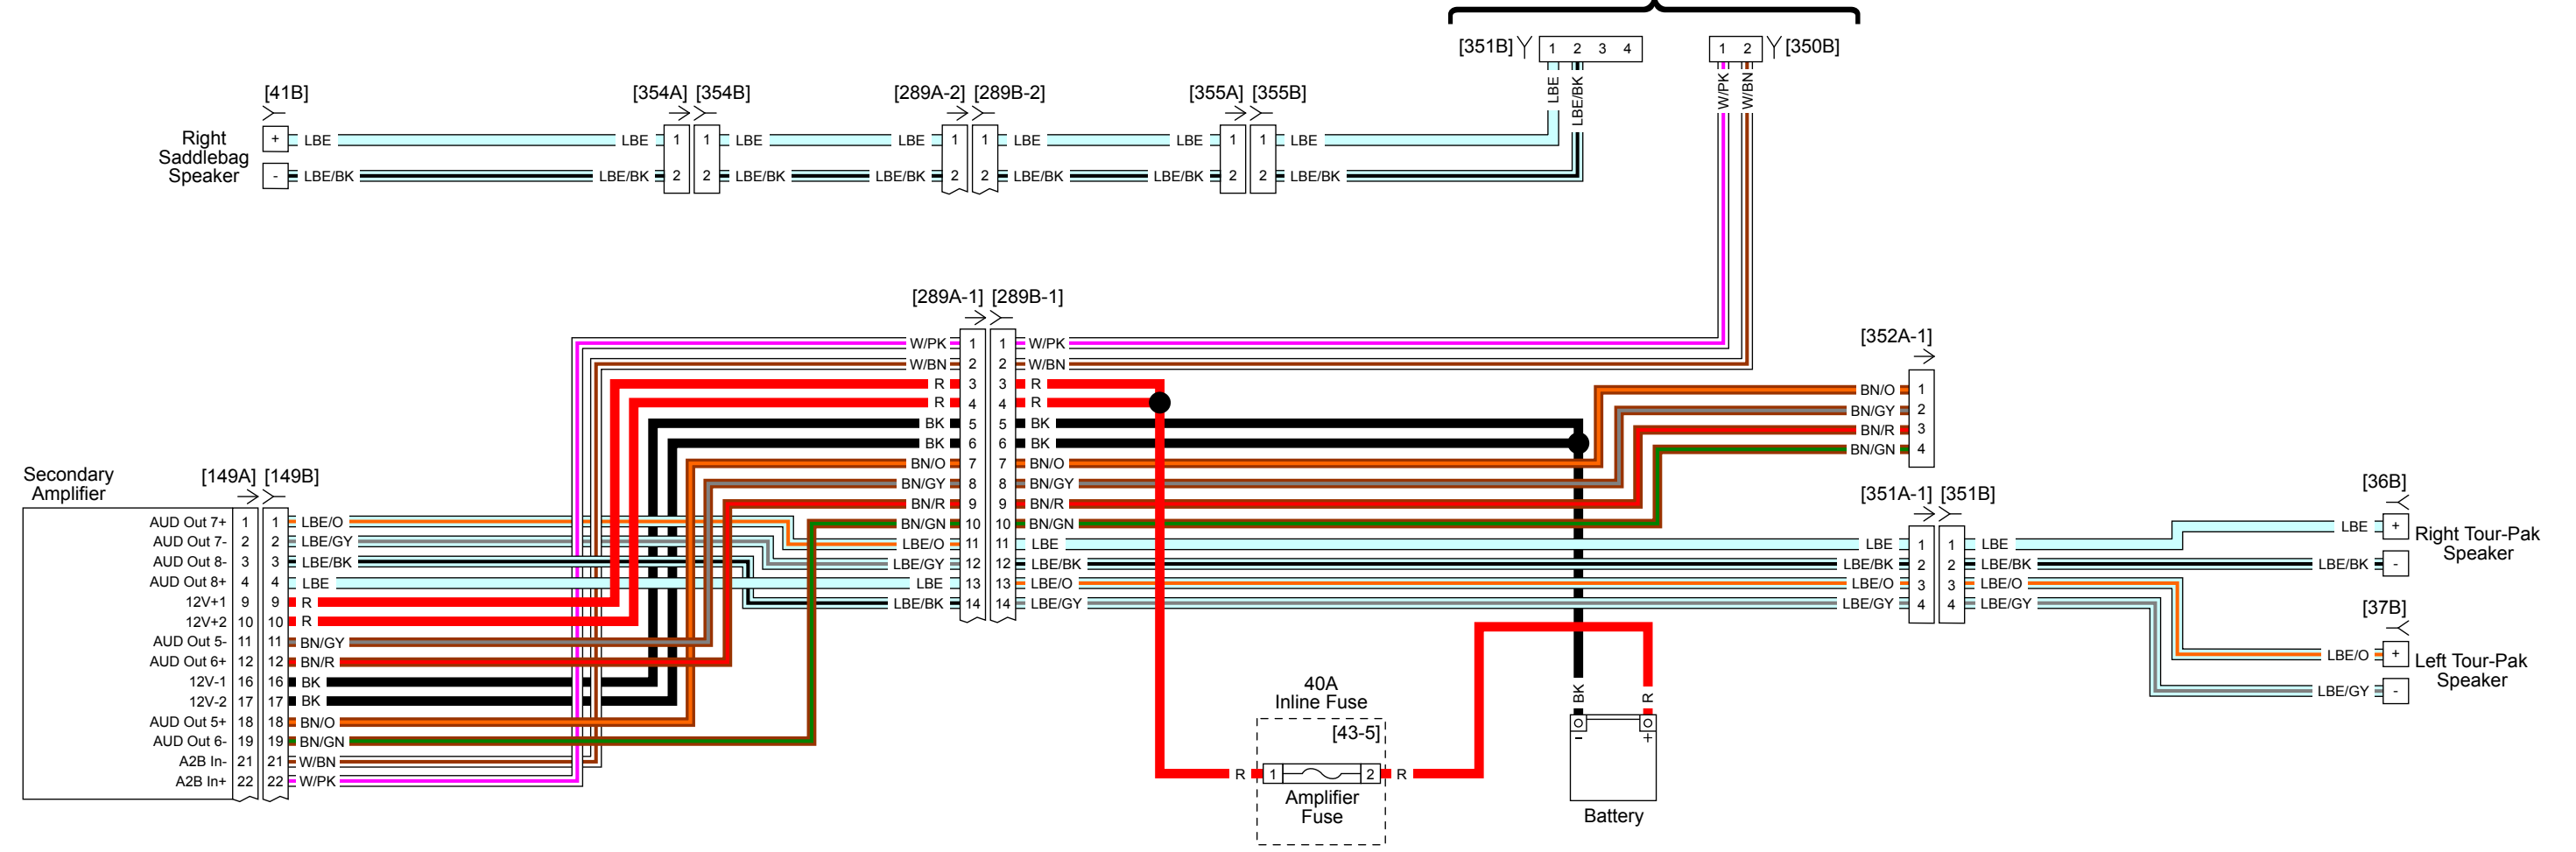 [351B] 1 2 3 4
1 2 [350B]
LBE LBE/BK
W/PK W/BN
[41B] [354A] [354B] [289A-2] [289B-2] [355A] [355B]
Right
Saddlebag
Speaker
+ LBE LBE 1 1 LBE LBE 1 1 LBE LBE 1 1 LBE
- LBE/BK LBE/BK 2 2 LBE/BK LBE/BK 2 2 LBE/BK LBE/BK 2 2 LBE/BK
[289A-1] [289B-1]
W/PK 1 1 W/PK
W/BN 2 2 W/BN
R 3 3 R
R 4 4 R
BK 5 5 BK
BK 6 6 BK
BN/O 7 7 BN/O
BN/GY 8 8 BN/GY
BN/R 9 9 BN/R
BN/GN 10 10 BN/GN
LBE/O 11 11 LBE
LBE/GY 12 12 LBE/BK
LBE 13 13 LBE/O
LBE/BK 14 14 LBE/GY
[352A-1]
BN/O 1
BN/GY 2
BN/R 3
BN/GN 4
[351A-1] [351B]
LBE 1 1 LBE
LBE/BK 2 2 LBE/BK
LBE/O 3 3 LBE/O
LBE/GY 4 4 LBE/GY
[36B]
LBE +
LBE/BK -
Right Tour-Pak
Speaker
[37B]
LBE/O +
LBE/GY -
Left Tour-Pak
Speaker
Secondary
Amplifier
[149A] [149B]
AUD Out 7+ 1 1 LBE/O
AUD Out 7- 2 2 LBE/GY
AUD Out 8- 3 3 LBE/BK
AUD Out 8+ 4 4 LBE
12V+1 9 9 R
12V+2 10 10 R
AUD Out 5- 11 11 BN/GY
AUD Out 6+ 12 12 BN/R
12V-1 16 16 BK
12V-2 17 17 BK
AUD Out 5+ 18 18 BN/O
AUD Out 6- 19 19 BN/GN
A2B In- 21 21 W/BN
A2B In+ 22 22 W/PK
40A
Inline Fuse
[43-5]
R 1 2 R
Amplifier
Fuse
BK R
- +
Battery